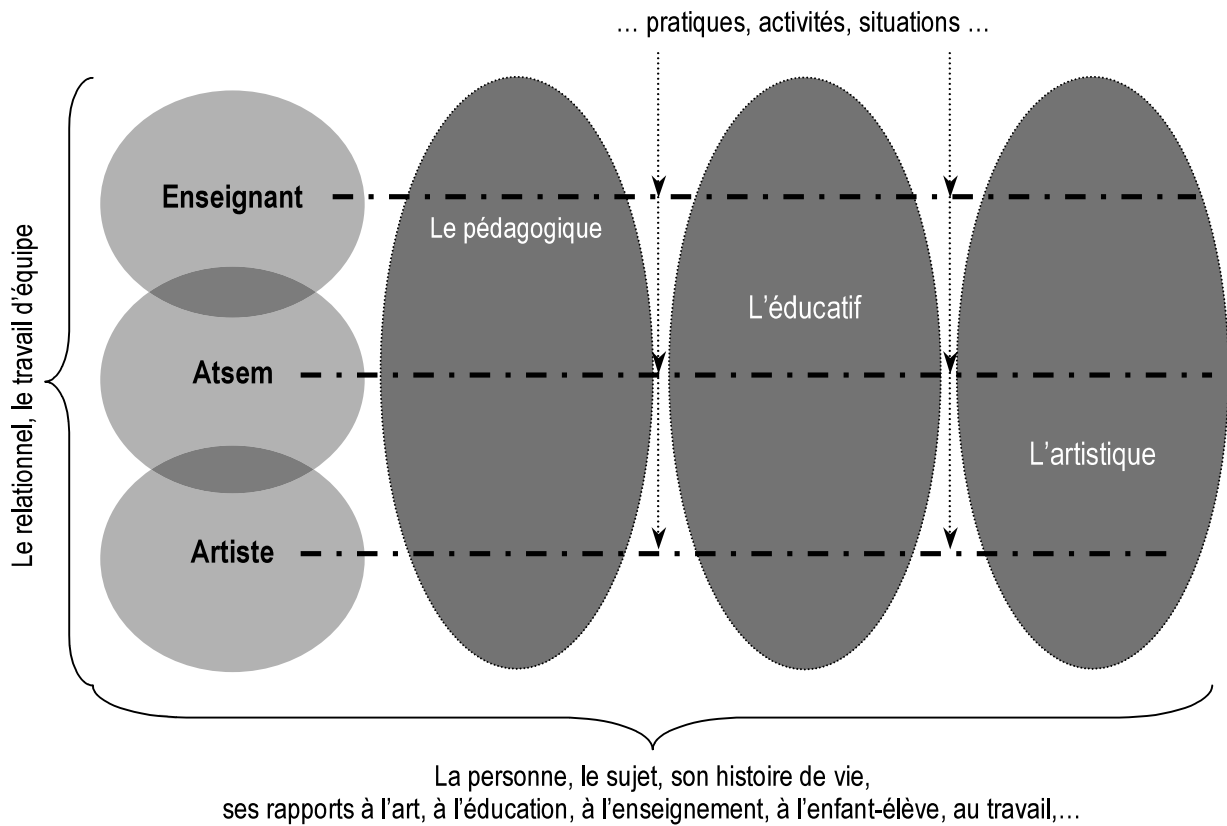 … pratiques, activités, situations …
Le relationnel, le travail d’équipe
Enseignant
Le pédagogique
L’éducatif
Atsem
L’artistique
Artiste
La personne, le sujet, son histoire de vie,
ses rapports à l’art, à l’éducation, à l’enseignement, à l’enfant-élève, au travail,…